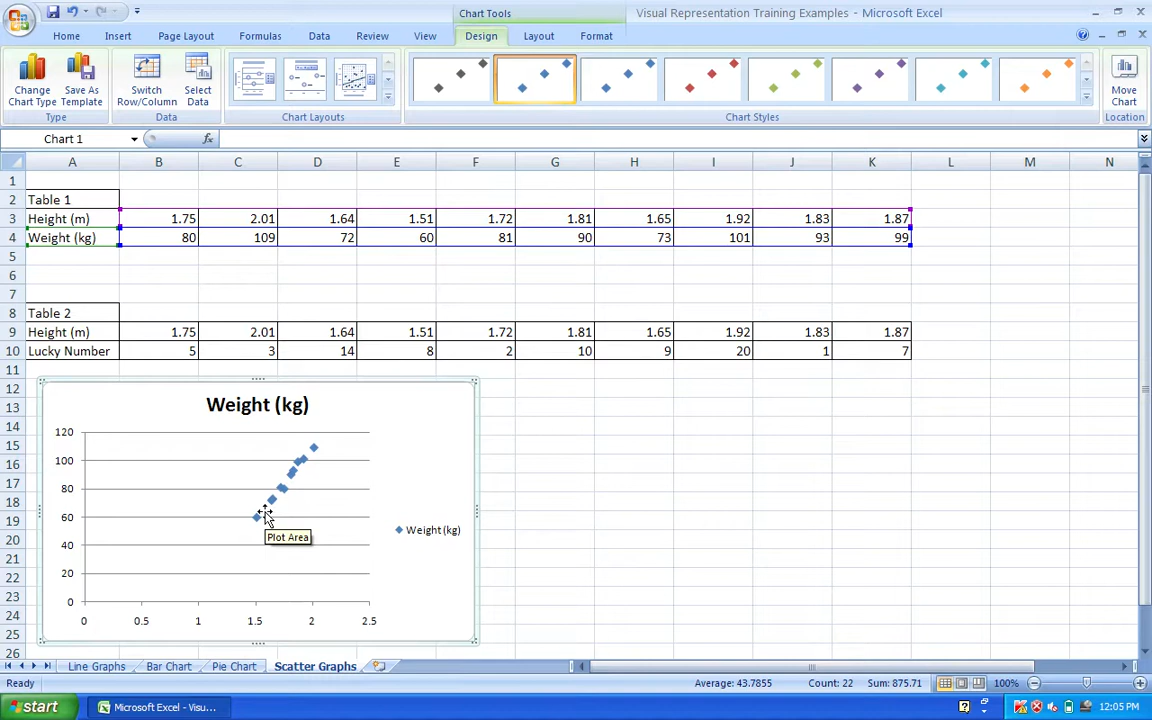 Chart Tools
Visual Representation Training Examples - Microsoft Excel
Home Insert Page Layout Formulas Data Review View Design Layout Format
Change Chart Type
Save As Template
Switch Row/Column
Select Data
Type Data Chart Layouts Chart Styles
Move Chart
Location
Chart 1 fx
A B C D E F G H I J K L M N
1
2 Table 1
3 Height (m) 1.75 2.01 1.64 1.51 1.72 1.81 1.65 1.92 1.83 1.87
4 Weight (kg) 80 109 72 60 81 90 73 101 93 99
5
6
7
8 Table 2
9 Height (m) 1.75 2.01 1.64 1.51 1.72 1.81 1.65 1.92 1.83 1.87
10 Lucky Number 5 3 14 8 2 10 9 20 1 7
11
12
13
14
15
16
17
18
19
20
21
22
23
24
25
26
Weight (kg)
120
100
80
60
40
20
0
0 0.5 1 1.5 2 2.5
Weight (kg)
Plot Area
Line Graphs Bar Chart Pie Chart Scatter Graphs
Ready Average: 43.7855 Count: 22 Sum: 875.71 100%
start Microsoft Excel - Visu... 12:05 PM